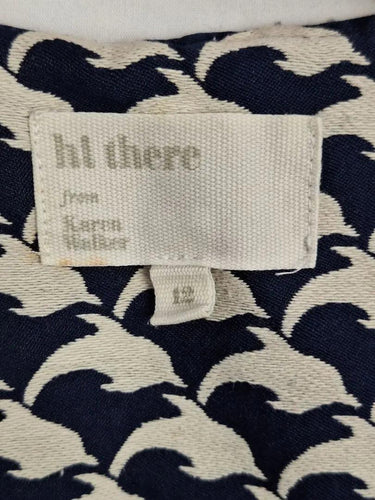 hi there
from
Karen
Walker
12